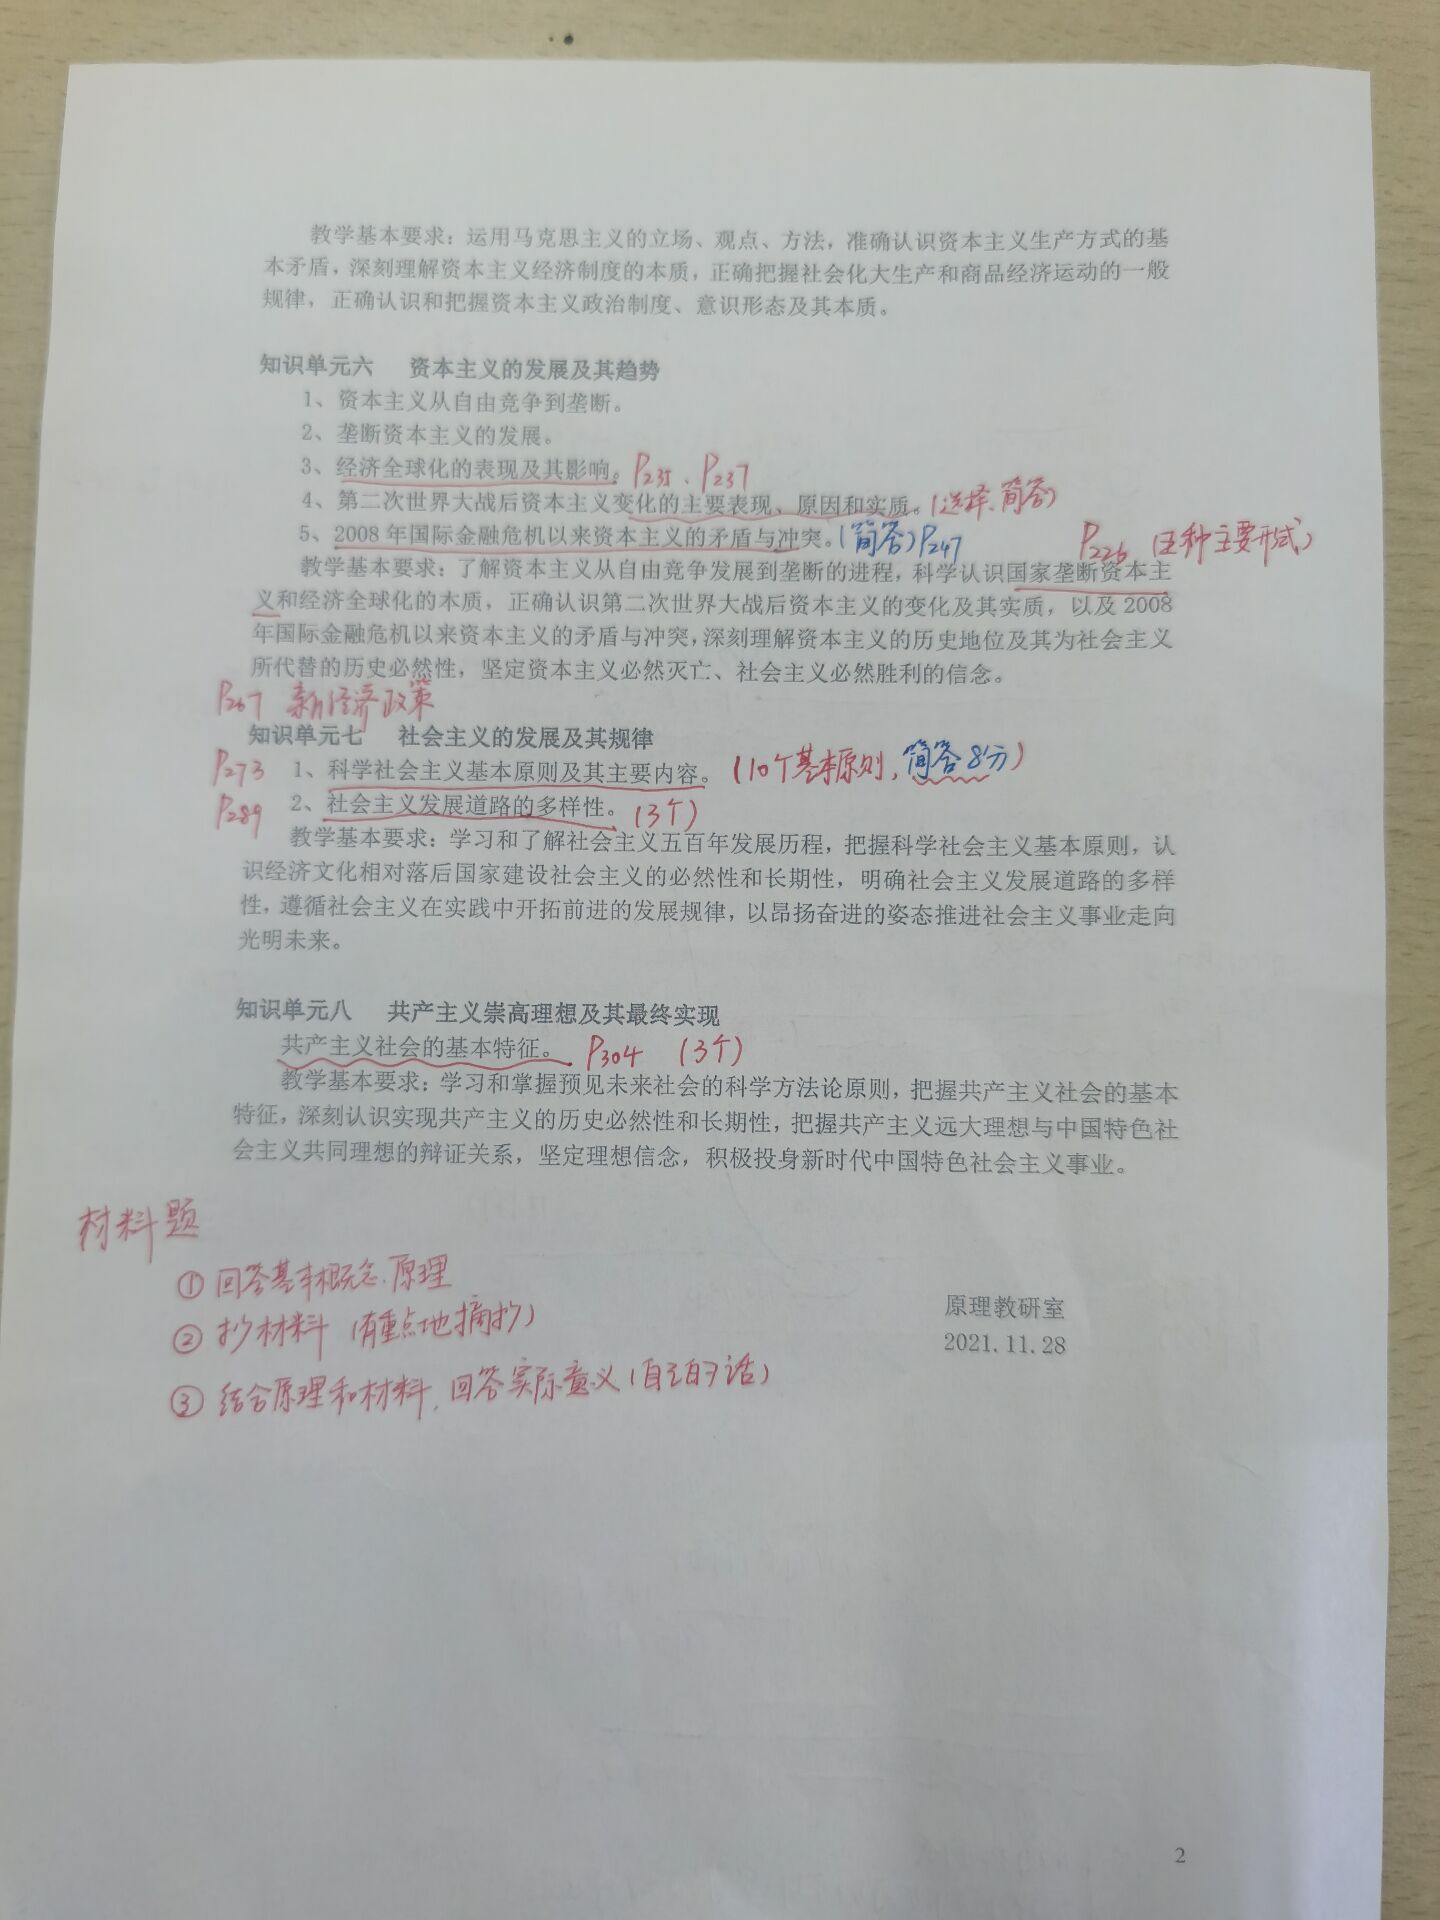 教学基本要求：运用马克思主义的立场、观点、方法，准确认识资本主义生产方式的基
本矛盾，深刻理解资本主义经济制度的本质，正确把握社会化大生产和商品经济运动的一般
规律，正确认识和把握资本主义政治制度、意识形态及其本质。
知识单元六 资本主义的发展及其趋势
1、资本主义从自由竞争到垄断。
2、垄断资本主义的发展。
3、经济全球化的表现及其影响。P235、P237
4、第二次世界大战后资本主义变化的主要表现、原因和实质。（选择、简答）
5、2008年国际金融危机以来资本主义的矛盾与冲突。（简答）P247 P226（五种主要形式）
教学基本要求：了解资本主义从自由竞争发展到垄断的进程，科学认识国家垄断资本主
义和经济全球化的本质，正确认识第二次世界大战后资本主义的变化及其实质，以及2008
年国际金融危机以来资本主义的矛盾与冲突，深刻理解资本主义的历史地位及其为社会主义
所代替的历史必然性，坚定资本主义必然灭亡、社会主义必然胜利的信念。
P267 新经济政策
知识单元七 社会主义的发展及其规律
P273 1、科学社会主义基本原则及其主要内容。（10个基本原则，简答8分）
P289 2、社会主义发展道路的多样性。（3个）
教学基本要求：学习和了解社会主义五百年发展历程，把握科学社会主义基本原则，认
识经济文化相对落后国家建设社会主义的必然性和长期性，明确社会主义发展道路的多样
性，遵循社会主义在实践中开拓前进的发展规律，以昂扬奋进的姿态推进社会主义事业走向
光明未来。
知识单元八 共产主义崇高理想及其最终实现
共产主义社会的基本特征。 P304 （3个）
教学基本要求：学习和掌握预见未来社会的科学方法论原则，把握共产主义社会的基本
特征，深刻认识实现共产主义的历史必然性和长期性，把握共产主义远大理想与中国特色社
会主义共同理想的辩证关系，坚定理想信念，积极投身新时代中国特色社会主义事业。
材料题
① 回答基本概念、原理
② 抄材料（有重点地摘抄）
③ 结合原理和材料，回答实际意义（自己的话）
原理教研室
2021.11.28
2